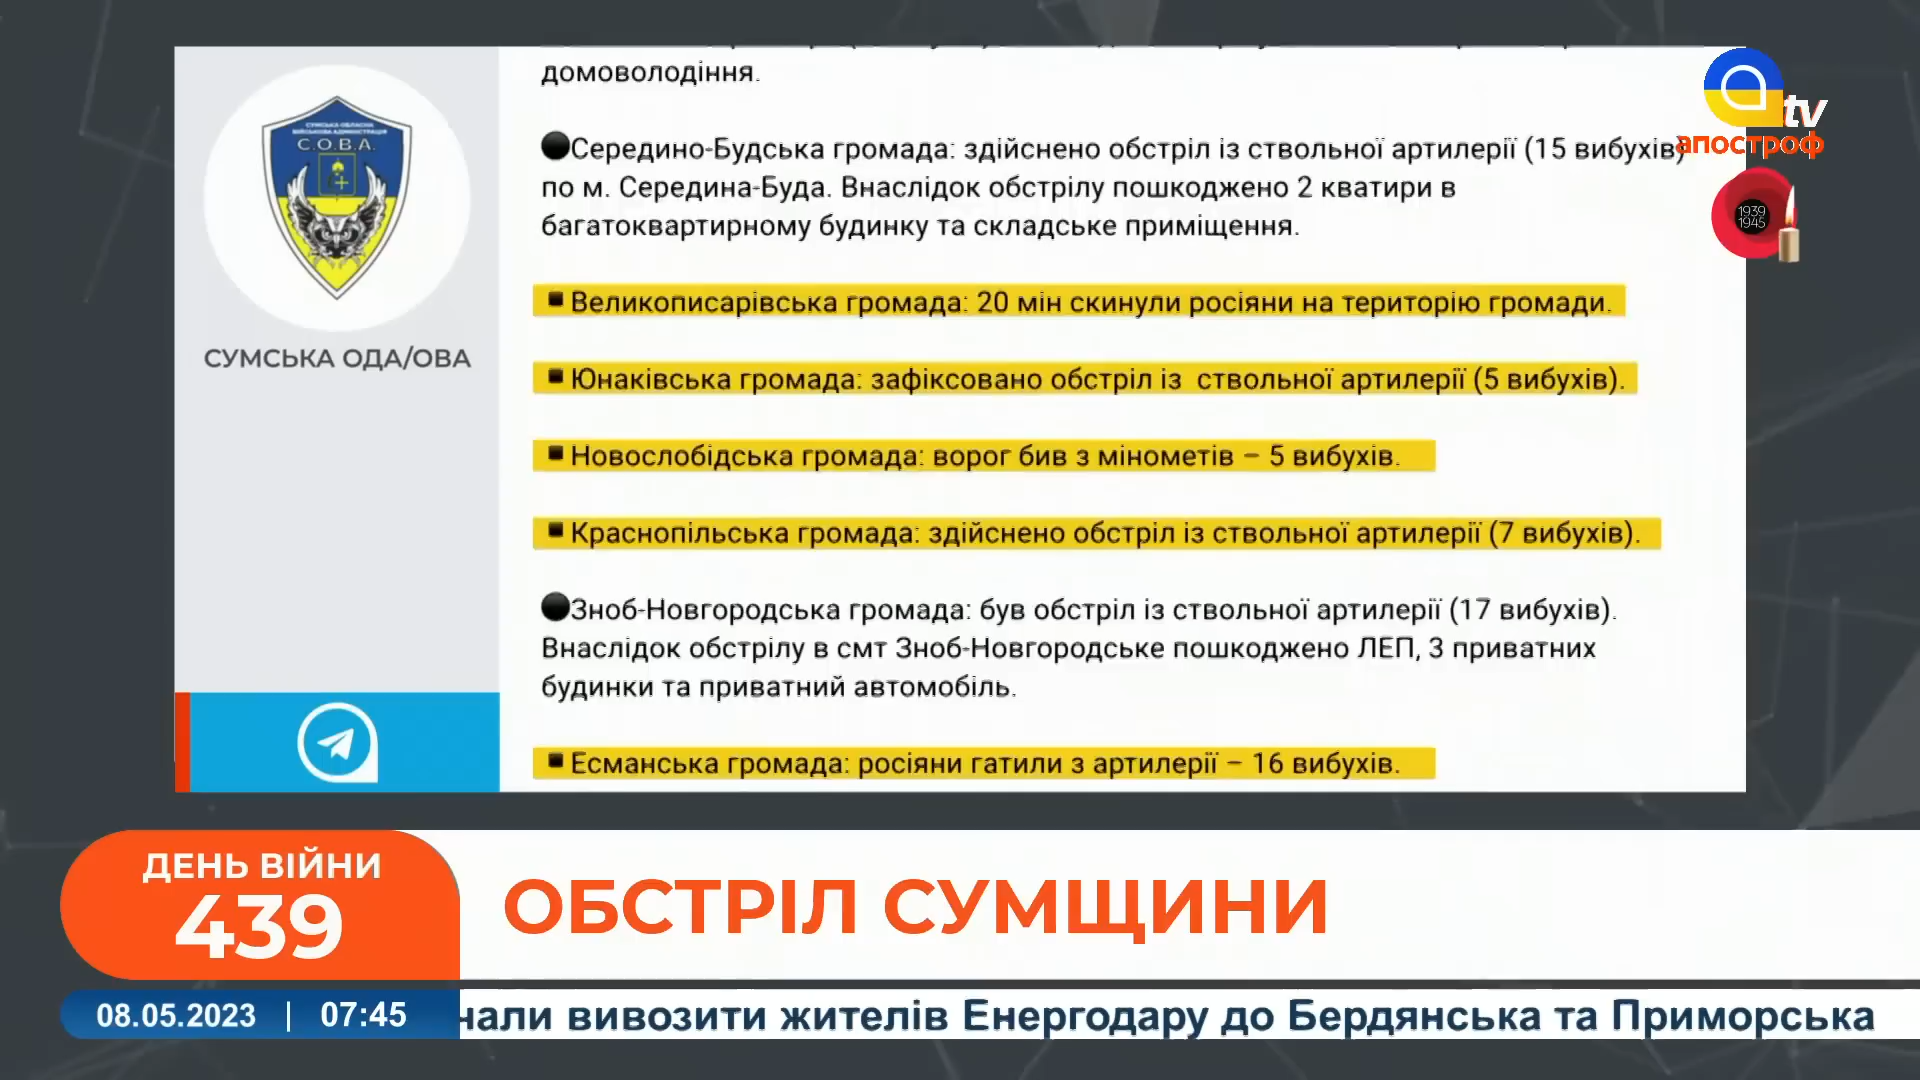 домоволодіння.
Середино-Будська громада: здійснено обстріл із ствольної артилерії (15 вибухів)
по м. Середина-Буда. Внаслідок обстрілу пошкоджено 2 кватири в
багатоквартирному будинку та складське приміщення.
Великописарівська громада: 20 мін скинули росіяни на територію громади.
Юнаківська громада: зафіксовано обстріл із ствольної артилерії (5 вибухів).
Новослобідська громада: ворог бив з мінометів – 5 вибухів.
Краснопільська громада: здійснено обстріл із ствольної артилерії (7 вибухів).
Зноб-Новгородська громада: був обстріл із ствольної артилерії (17 вибухів).
Внаслідок обстрілу в смт Зноб-Новгородське пошкоджено ЛЕП, 3 приватних
будинки та приватний автомобіль.
Есманська громада: росіяни гатили з артилерії – 16 вибухів.
СУМСЬКА ОБЛАСНА
ВІЙСЬКОВА АДМІНІСТРАЦІЯ
С.О.В.А.
СУМСЬКА ОДА/ОВА
tv
апостроф
1939
1945
ДЕНЬ ВІЙНИ
439
ОБСТРІЛ СУМЩИНИ
08.05.2023 | 07:45
чали вивозити жителів Енергодару до Бердянська та Приморська